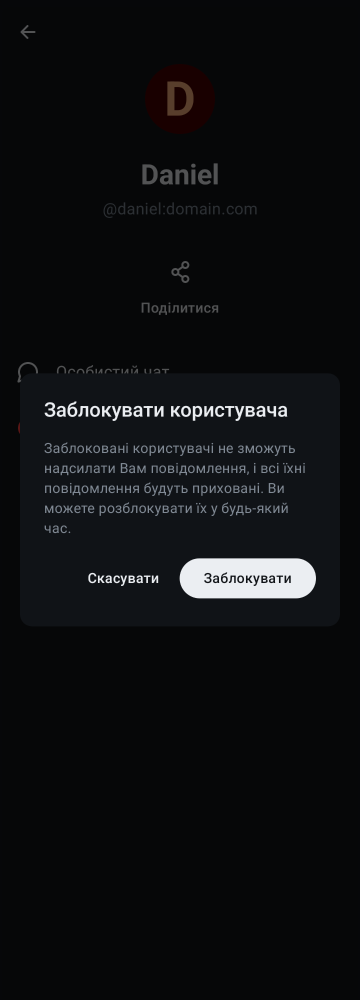 D
Daniel
@daniel:domain.com
Поділитися
Особистий чат
Заблокувати користувача
Заблоковані користувачі не зможуть
надсилати Вам повідомлення, і всі їхні
повідомлення будуть приховані. Ви
можете розблокувати їх у будь-який
час.
Скасувати
Заблокувати